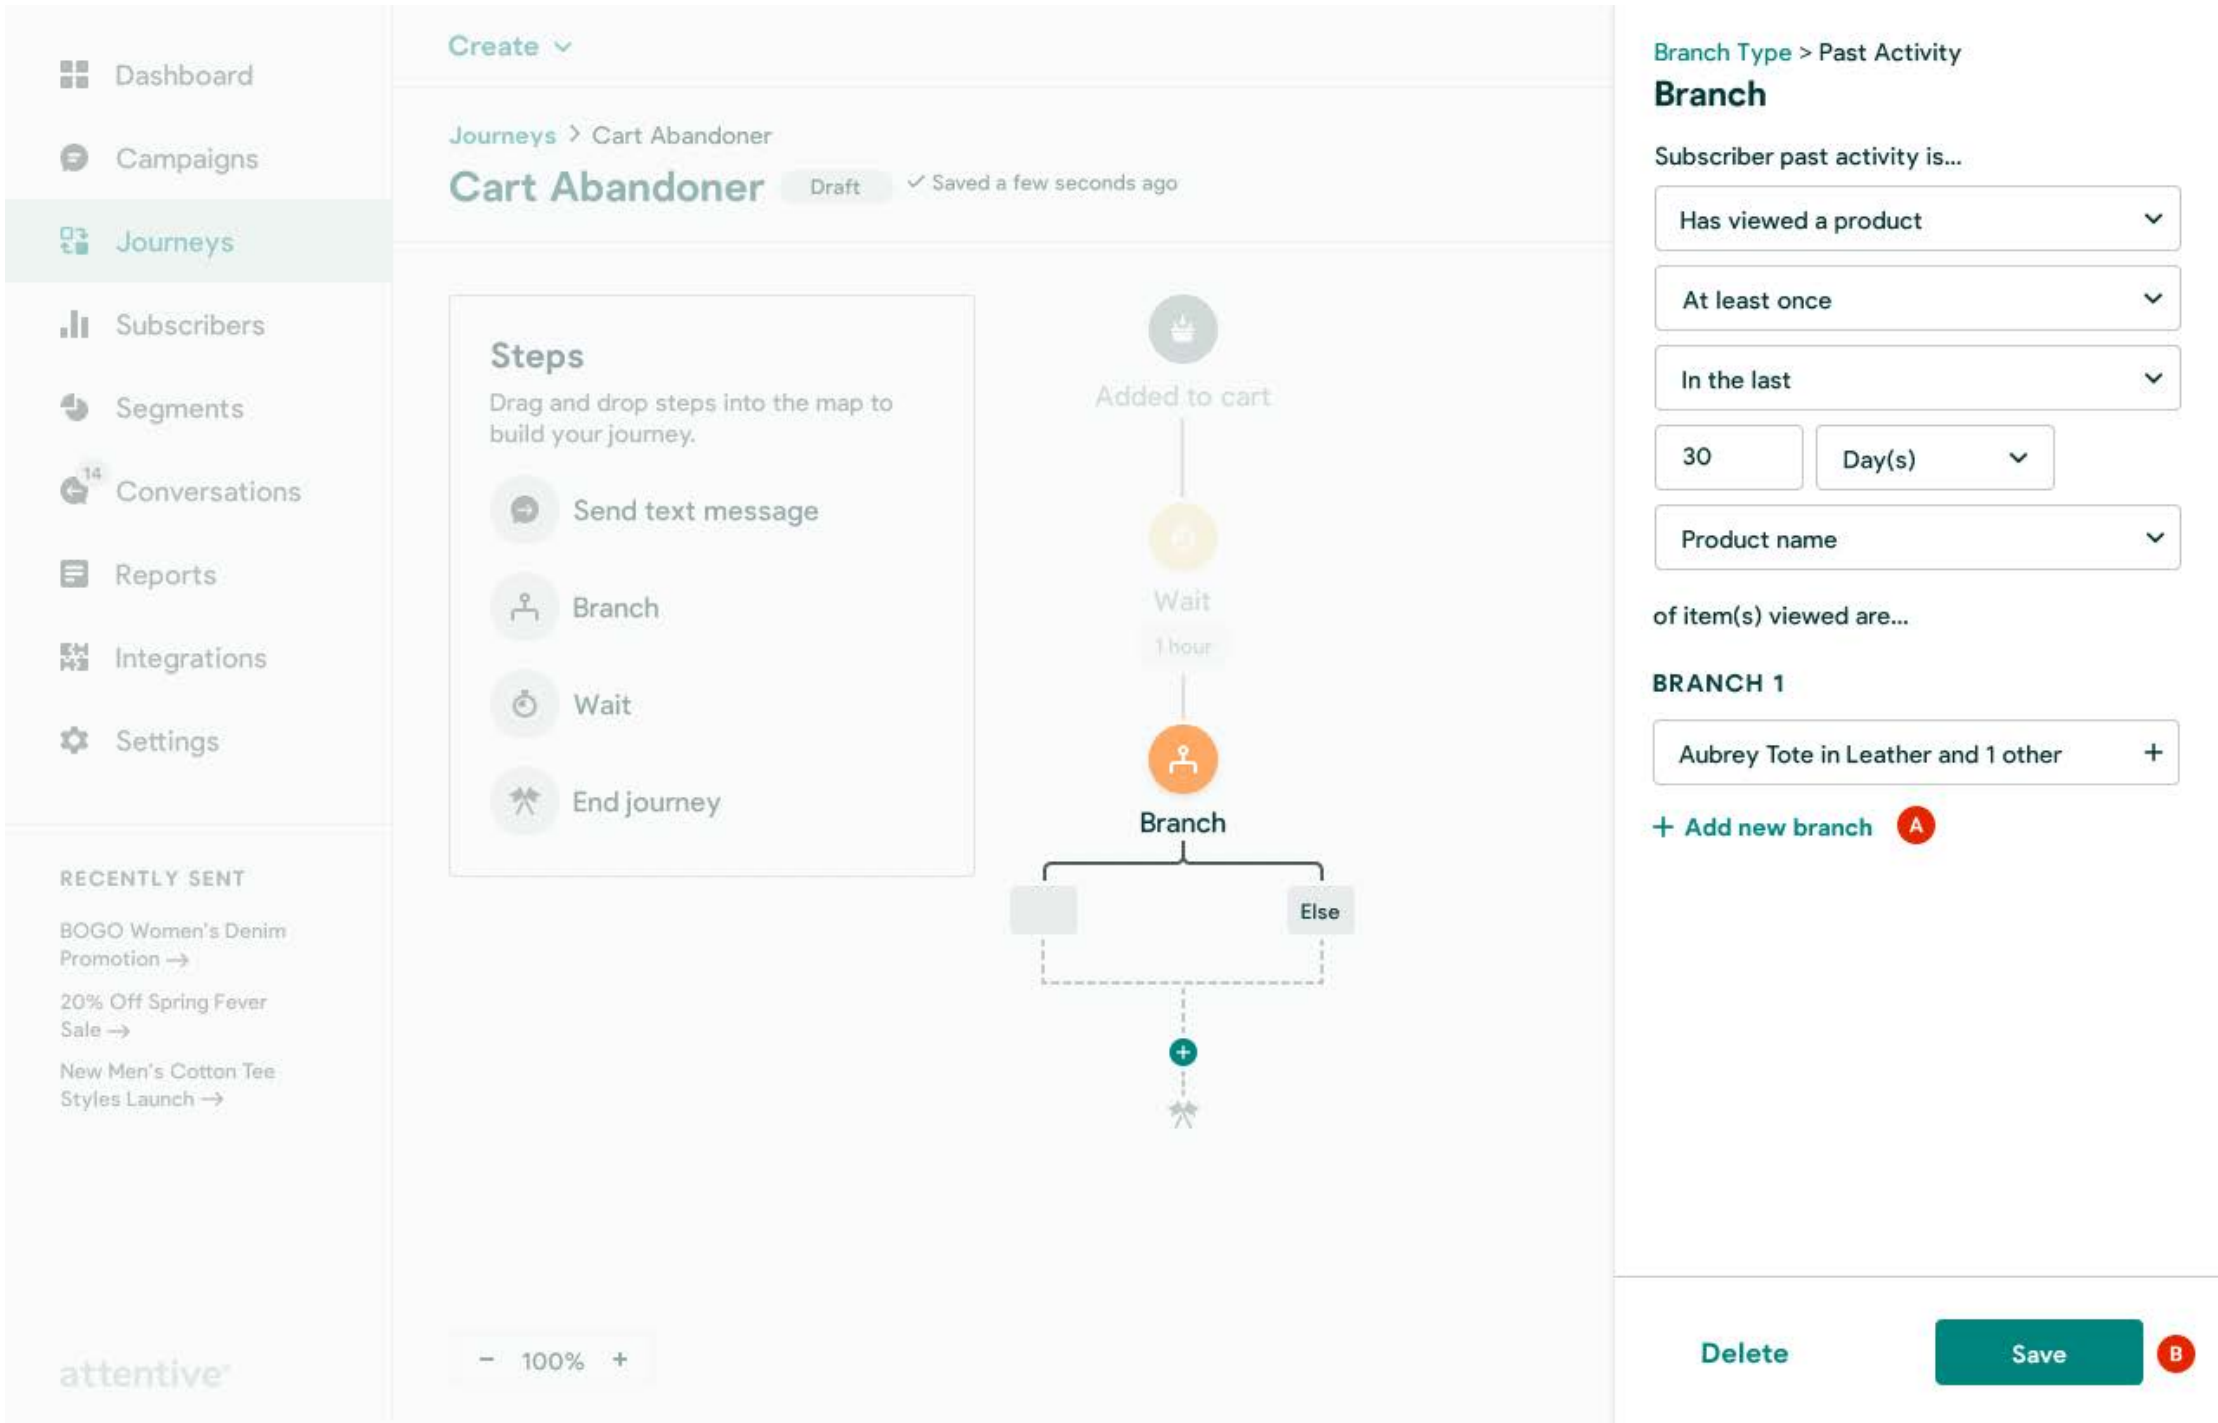 Dashboard
Campaigns
Journeys
Subscribers
Segments
14
Conversations
Reports
Integrations
Settings
RECENTLY SENT
BOGO Women's Denim
Promotion →
20% Off Spring Fever
Sale →
New Men's Cotton Tee
Styles Launch →
attentive®
Create
Journeys > Cart Abandoner
Cart Abandoner Draft ✓ Saved a few seconds ago
Steps
Drag and drop steps into the map to
build your journey.
Send text message
Branch
Wait
End journey
Added to cart
Wait
1 hour
Branch
Else
− 100% +
Branch Type > Past Activity
Branch
Subscriber past activity is...
Has viewed a product
At least once
In the last
30 Day(s)
Product name
of item(s) viewed are...
BRANCH 1
Aubrey Tote in Leather and 1 other +
+ Add new branch A
Delete Save B